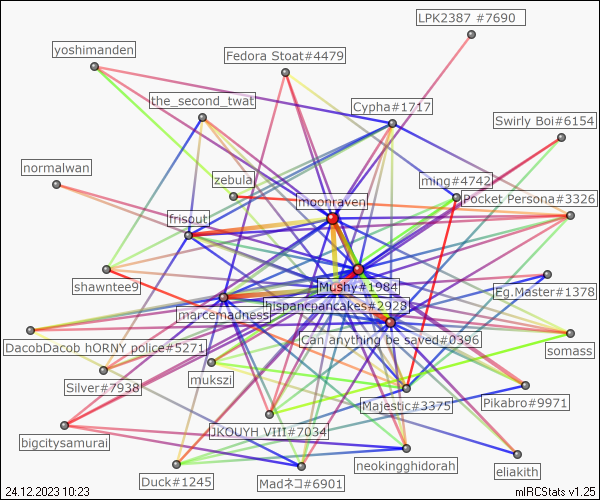 LPK2387 #7690
yoshimanden
Fedora Stoat#4479
the_second_twat
Cypha#1717
Swirly Boi#6154
normalwan
zebula
ming#4742
moonraven
Pocket Persona#3326
frisout
shawntee9
Mushy#1984
Eg.Master#1378
hispancpancakes#2928
marcemadness
Can anything be saved#0396
DacobDacob hORNY police#5271
somass
mukszi
Silver#7938
Majestic#3375
Pikabro#9971
JKOUYH VIII#7034
bigcitysamurai
neokingghidorah
eliakith
Duck#1245
Madネコ#6901
24.12.2023 10:23
mIRCStats v1.25